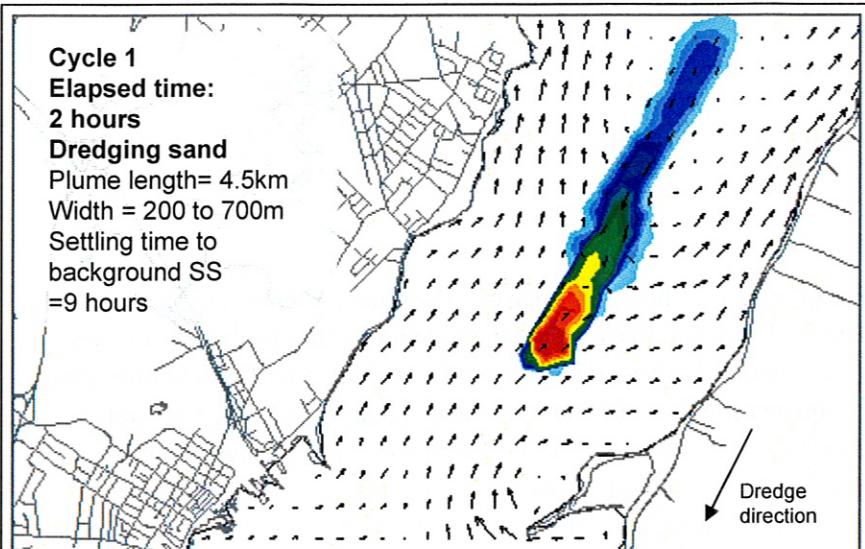 Cycle 1
Elapsed time:
2 hours
Dredging sand
Plume length= 4.5km
Width = 200 to 700m
Settling time to
background SS
=9 hours
Dredge
direction